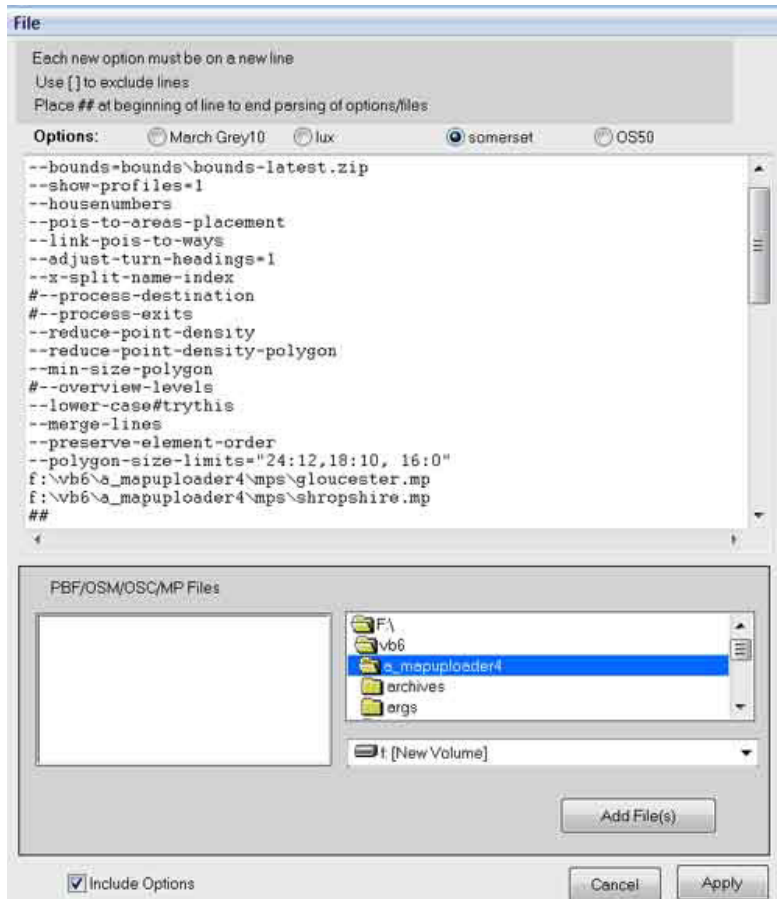 File
Each new option must be on a new line
Use [ ] to exclude lines
Place ## at beginning of line to end parsing of options/files
Options: March Grey10 lux somerset OS50
--bounds=bounds\bounds-latest.zip
--show-profiles=1
--housenumbers
--pois-to-areas-placement
--link-pois-to-ways
--adjust-turn-headings=1
--x-split-name-index
#--process-destination
#--process-exits
--reduce-point-density
--reduce-point-density-polygon
--min-size-polygon
#--overview-levels
--lower-case#trythis
--merge-lines
--preserve-element-order
--polygon-size-limits="24:12,18:10, 16:0"
f:\vb6\a_mapuploader4\mps\gloucester.mp
f:\vb6\a_mapuploader4\mps\shropshire.mp
##
PBF/OSM/OSC/MP Files
F:\
vb6
a_mapuploader4
archives
args
f: [New Volume]
Add File(s)
Include Options
Cancel Apply